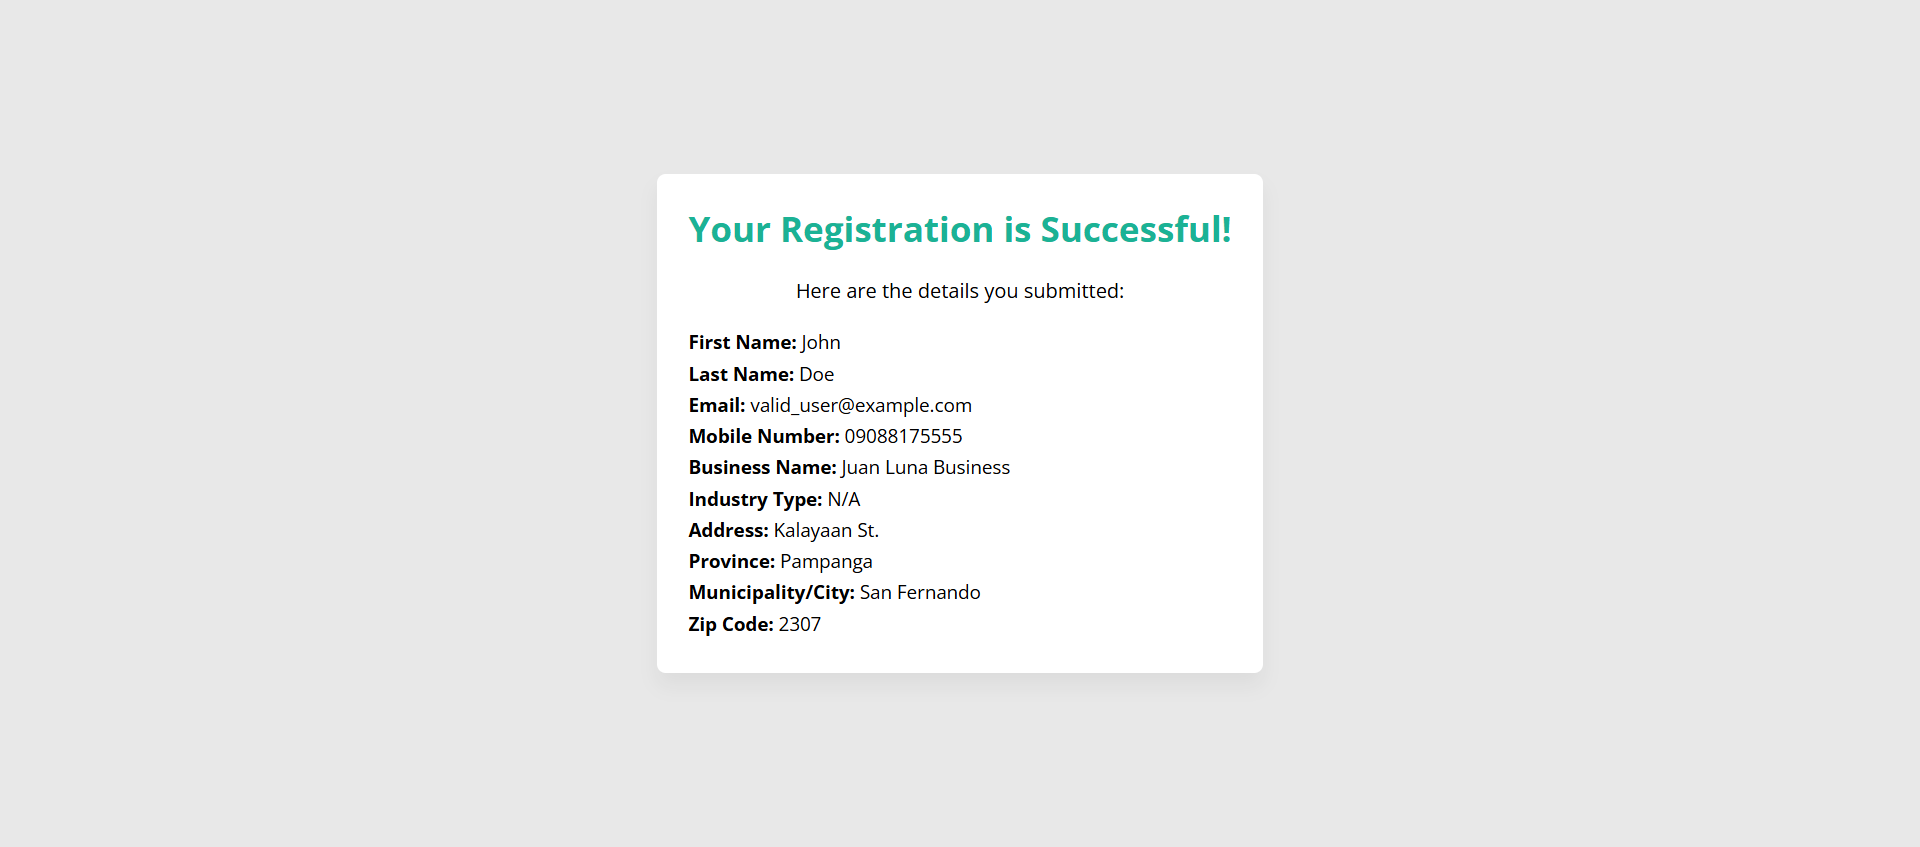 Your Registration is Successful!
Here are the details you submitted:
First Name: John
Last Name: Doe
Email: valid_user@example.com
Mobile Number: 09088175555
Business Name: Juan Luna Business
Industry Type: N/A
Address: Kalayaan St.
Province: Pampanga
Municipality/City: San Fernando
Zip Code: 2307